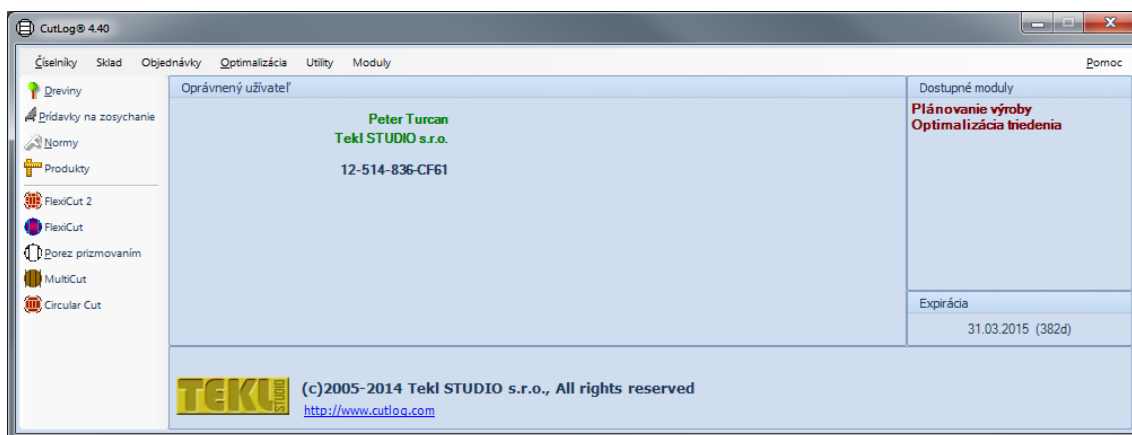 CutLog® 4.40
Číselníky Sklad Objednávky Optimalizácia Utility Moduly Pomoc
Dreviny
Prídavky na zosychanie
Normy
Produkty
FlexiCut 2
FlexiCut
Porez prizmovaním
MultiCut
Circular Cut
Oprávnený užívateľ
Peter Turcan
Tekl STUDIO s.r.o.
12-514-836-CF61
Dostupné moduly
Plánovanie výroby
Optimalizácia triedenia
Expirácia
31.03.2015 (382d)
TEKL STUDIO
(c)2005-2014 Tekl STUDIO s.r.o., All rights reserved
http://www.cutlog.com